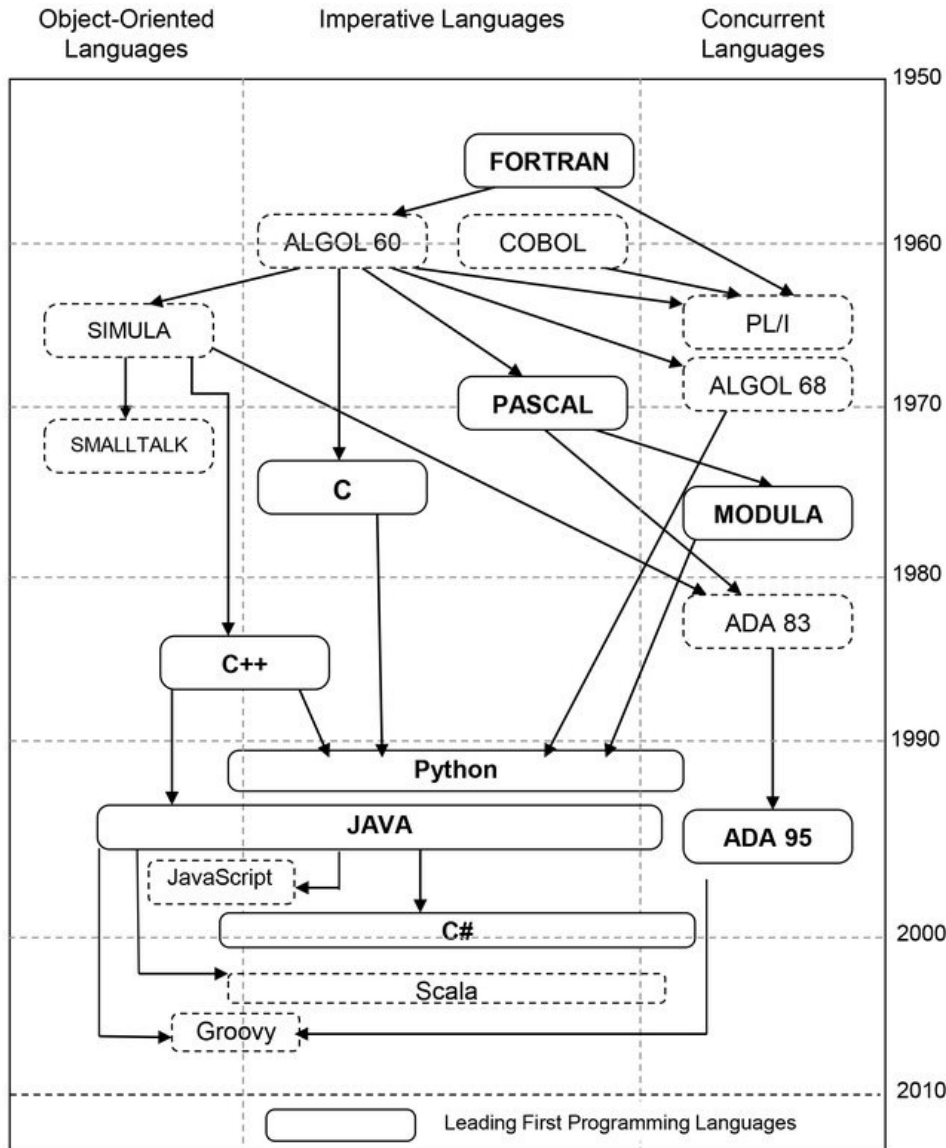 Object-Oriented
Languages
Imperative Languages
Concurrent
Languages
1950
FORTRAN
ALGOL 60
COBOL
1960
SIMULA
PL/I
ALGOL 68
PASCAL
1970
SMALLTALK
C
MODULA
1980
ADA 83
C++
1990
Python
JAVA
ADA 95
JavaScript
C#
2000
Scala
Groovy
2010
Leading First Programming Languages